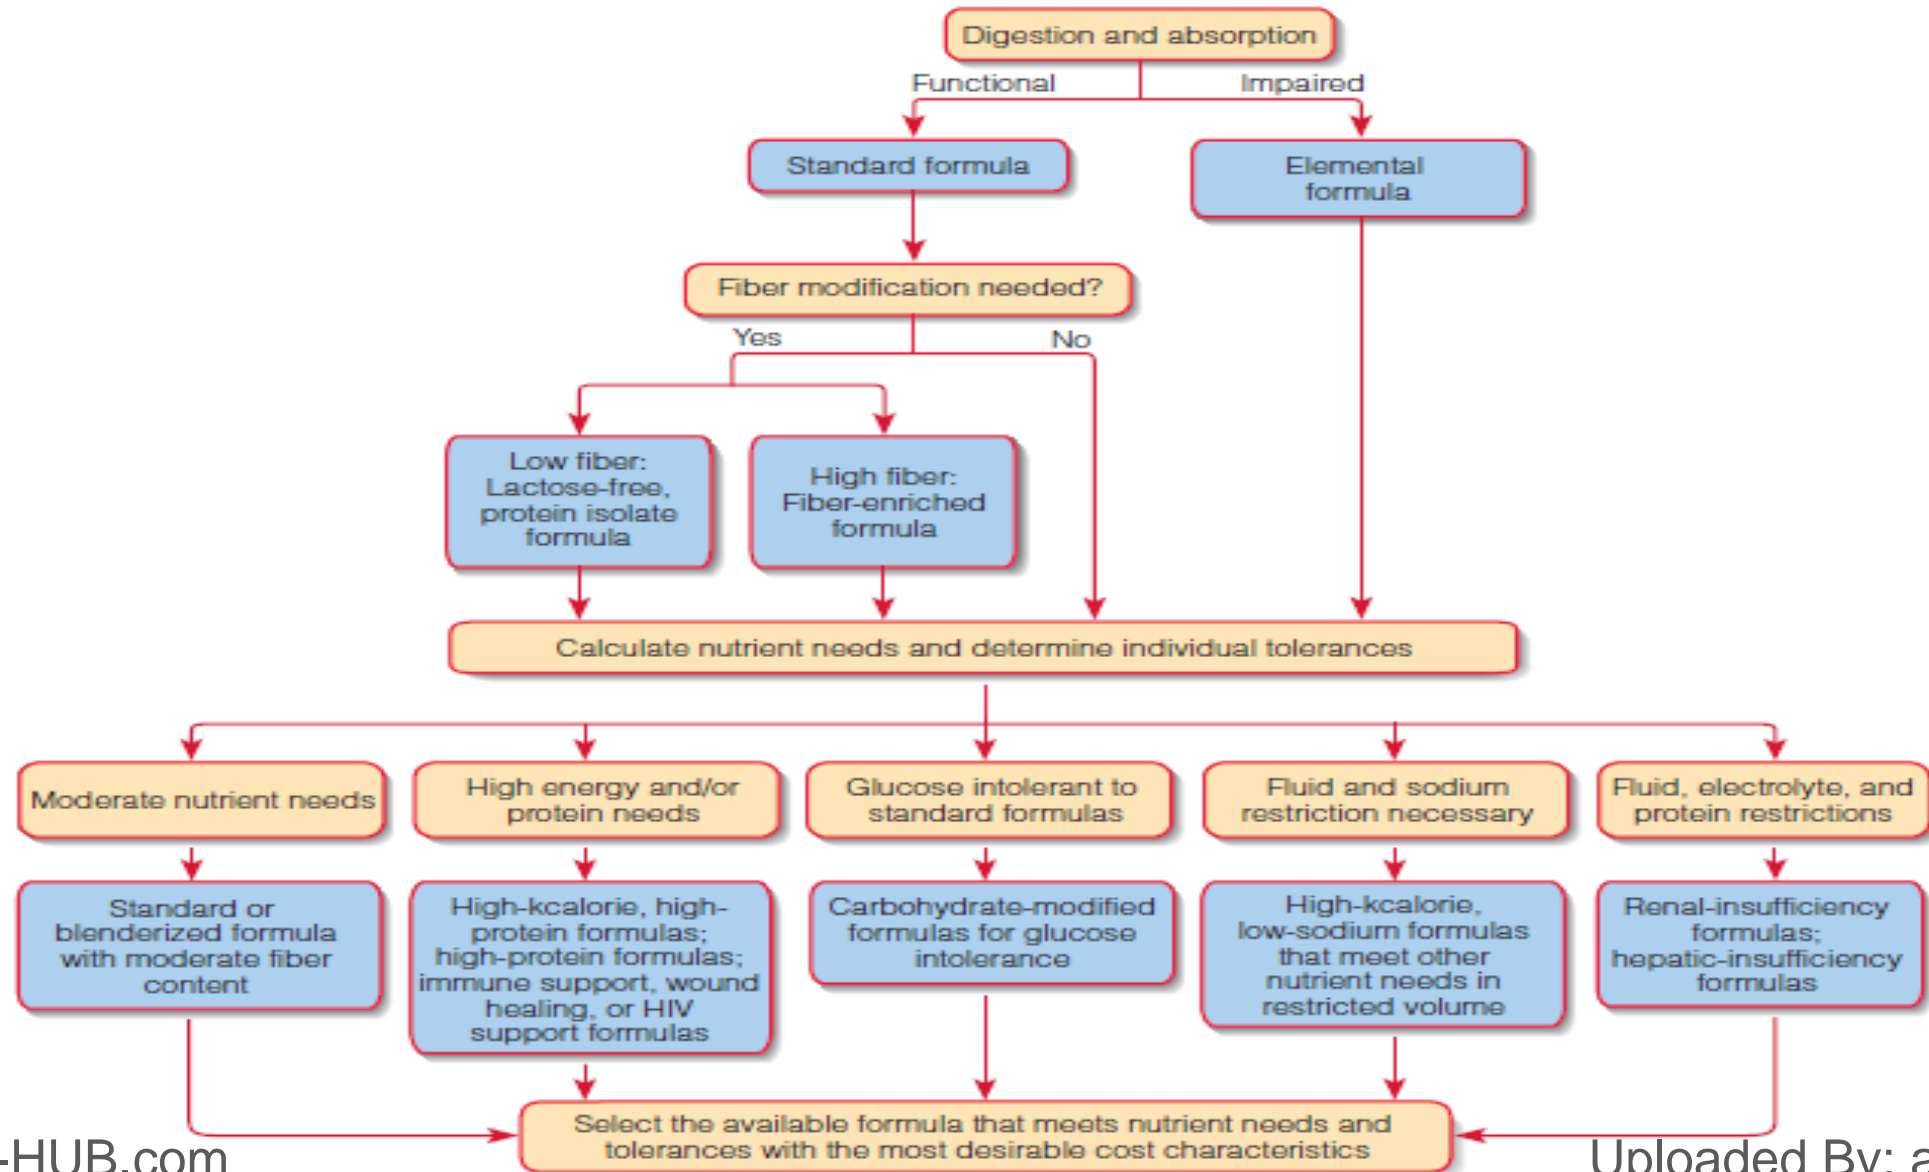 Digestion and absorption
Functional
Impaired
Standard formula
Elemental
formula
Fiber modification needed?
Yes
No
Low fiber:
Lactose-free,
protein isolate
formula
High fiber:
Fiber-enriched
formula
Calculate nutrient needs and determine individual tolerances
Moderate nutrient needs
High energy and/or
protein needs
Glucose intolerant to
standard formulas
Fluid and sodium
restriction necessary
Fluid, electrolyte, and
protein restrictions
Standard or
blenderized formula
with moderate fiber
content
High-kcalorie, high-
protein formulas;
high-protein formulas;
immune support, wound
healing, or HIV
support formulas
Carbohydrate-modified
formulas for glucose
intolerance
High-kcalorie,
low-sodium formulas
that meet other
nutrient needs in
restricted volume
Renal-insufficiency
formulas;
hepatic-insufficiency
formulas
Select the available formula that meets nutrient needs and
tolerances with the most desirable cost characteristics
-HUB.com
Uploaded By: a